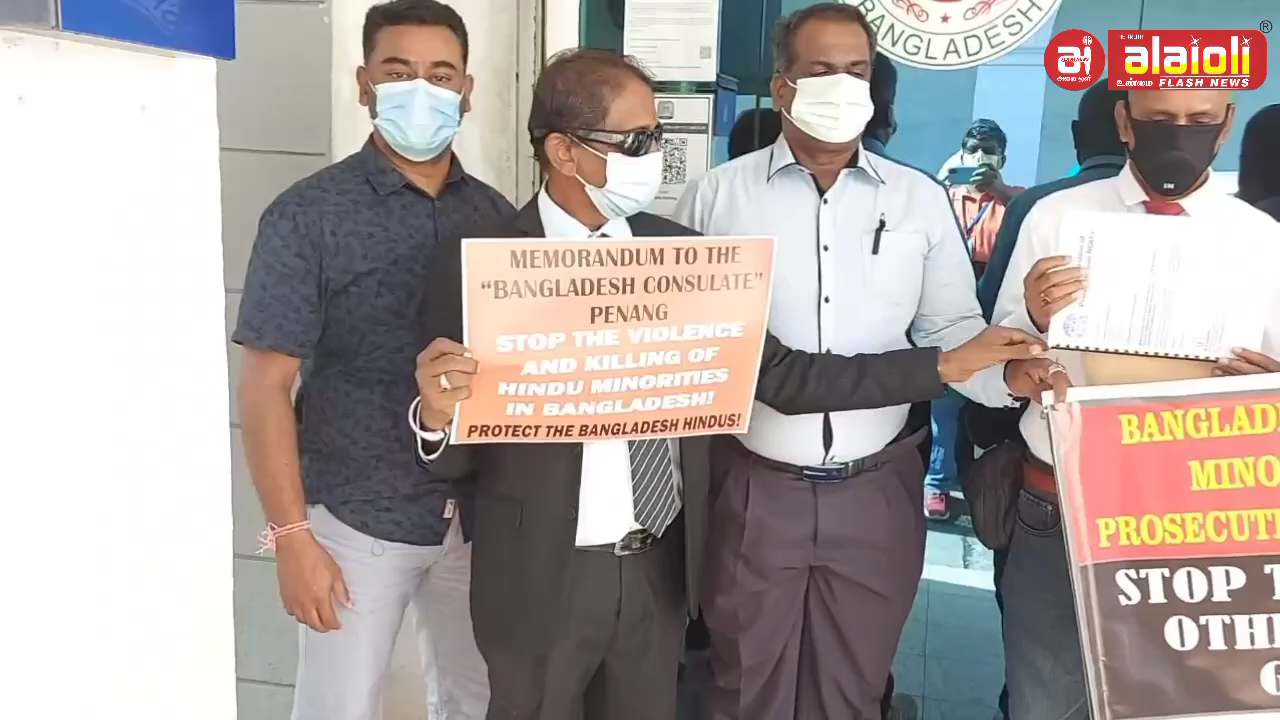 BANGLADESH
அ
alaioli
®
உண்மை
FLASH NEWS
MEMORANDUM TO THE
“BANGLADESH CONSULATE”
PENANG
STOP THE VIOLENCE
AND KILLING OF
HINDU MINORITIES
IN BANGLADESH!
PROTECT THE BANGLADESH HINDUS!
BANGLAD
MINO
PROSECUTI
STOP T
OTH
G